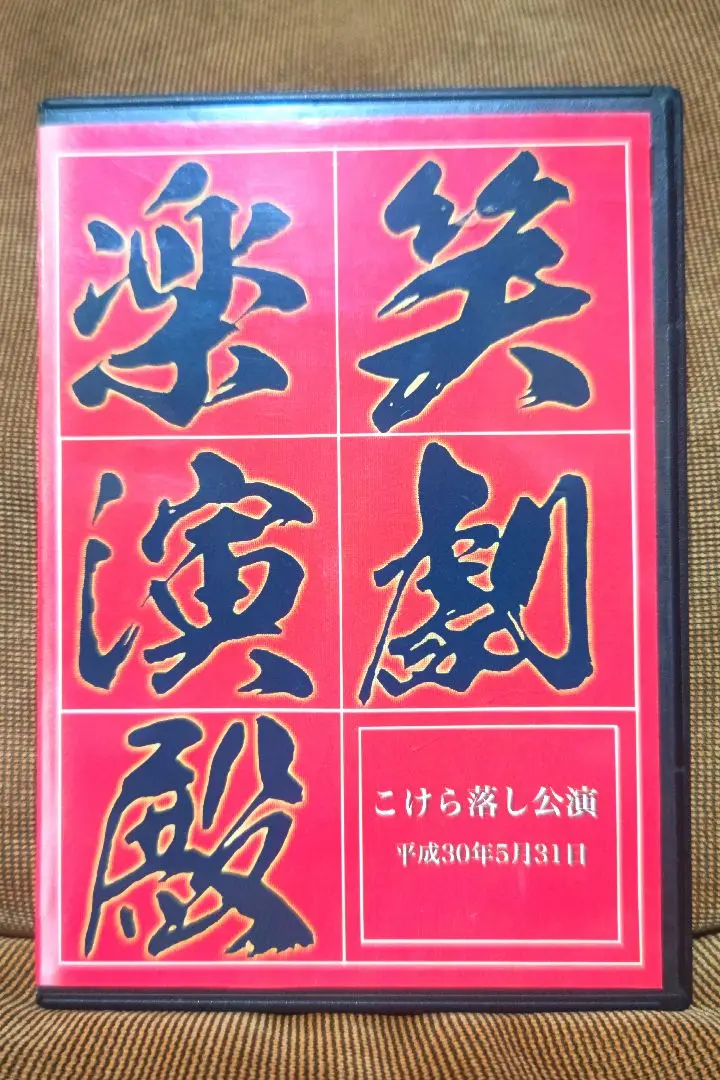 笑劇
楽演殿
こけら落し公演
平成30年5月31日